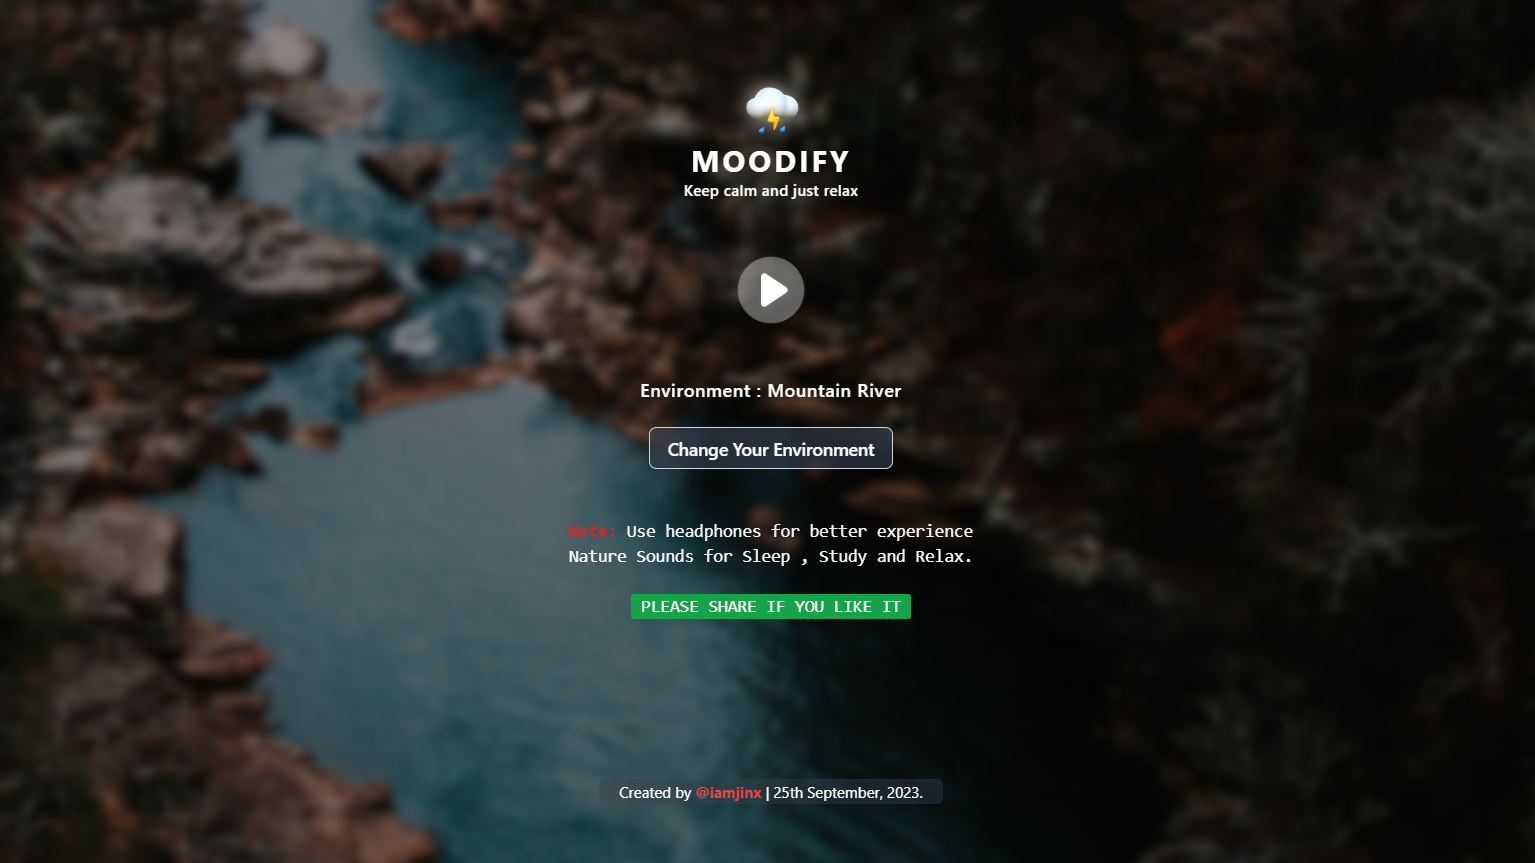 MOODIFY
Keep calm and just relax
Environment : Mountain River
Change Your Environment
Note: Use headphones for better experience
Nature Sounds for Sleep , Study and Relax.
PLEASE SHARE IF YOU LIKE IT
Created by @iamjinx | 25th September, 2023.